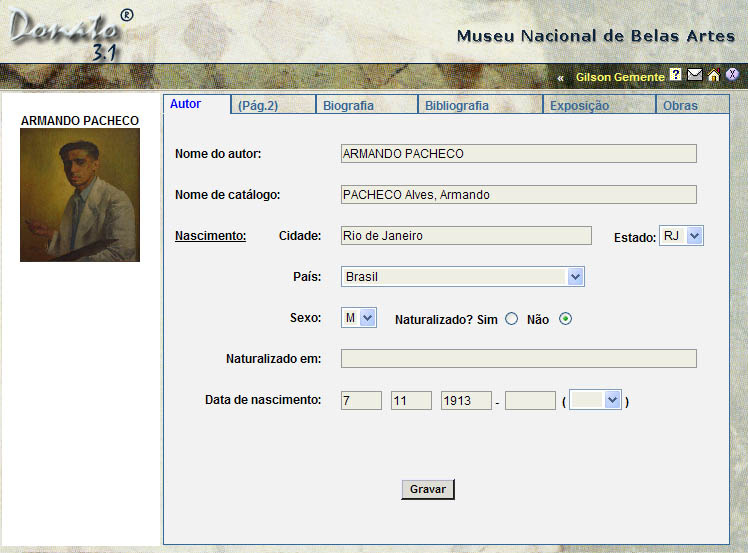 Donato®
3.1
Museu Nacional de Belas Artes
« Gilson Gemente ? X
ARMANDO PACHECO
Autor (Pág.2) Biografia Bibliografia Exposição Obras
Nome do autor: ARMANDO PACHECO
Nome de catálogo: PACHECO Alves, Armando
Nascimento: Cidade: Rio de Janeiro Estado: RJ
País: Brasil
Sexo: M Naturalizado? Sim Não
Naturalizado em:
Data de nascimento: 7 11 1913 - ( )
Gravar